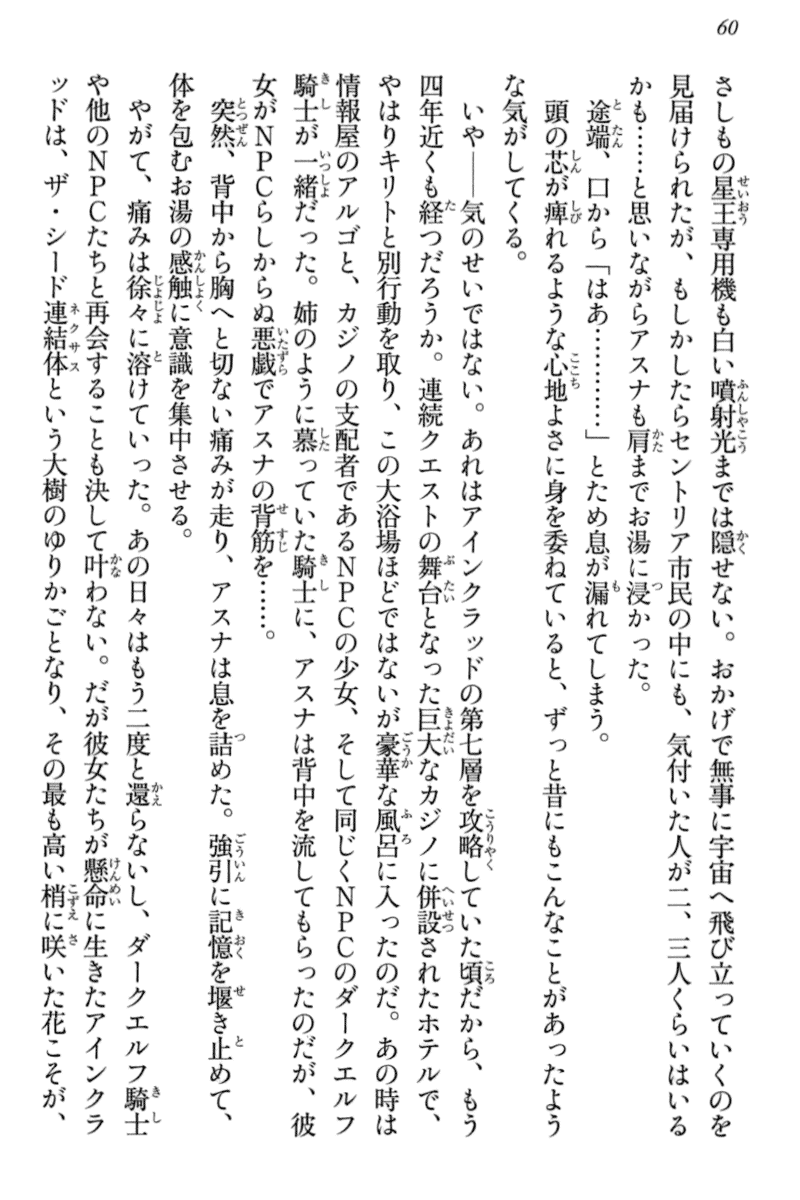 60
さしもの星王専用機も白い噴射光までは隠せない。おかげで無事に宇宙へ飛び立っていくのを
見届けられたが、もしかしたらセントリア市民の中にも、気付いた人が二、三人くらいはいる
かも……と思いながらアスナも肩までお湯に浸かった。
途端、口から「はあ…………」とため息が漏れてしまう。
頭の芯が痺れるような心地よさに身を委ねていると、ずっと昔にもこんなことがあったよう
な気がしてくる。
いや――気のせいではない。あれはアインクラッドの第七層を攻略していた頃だから、もう
四年近くも経つだろうか。連続クエストの舞台となった巨大なカジノに併設されたホテルで、
やはりキリトと別行動を取り、この大浴場ほどではないが豪華な風呂に入ったのだ。あの時は
情報屋のアルゴと、カジノの支配者であるNPCの少女、そして同じくNPCのダークエルフ
騎士が一緒だった。姉のように慕っていた騎士に、アスナは背中を流してもらったのだが、彼
女がNPCらしからぬ悪戯でアスナの背筋を……。
突然、背中から胸へと切ない痛みが走り、アスナは息を詰めた。強引に記憶を堰き止めて、
体を包むお湯の感触に意識を集中させる。
やがて、痛みは徐々に溶けていった。あの日々はもう二度と還らないし、ダークエルフ騎士
や他のNPCたちと再会することも決して叶わない。だが彼女たちが懸命に生きたアインクラ
ッドは、ザ・シード連結体という大樹のゆりかごとなり、その最も高い梢に咲いた花こそが、